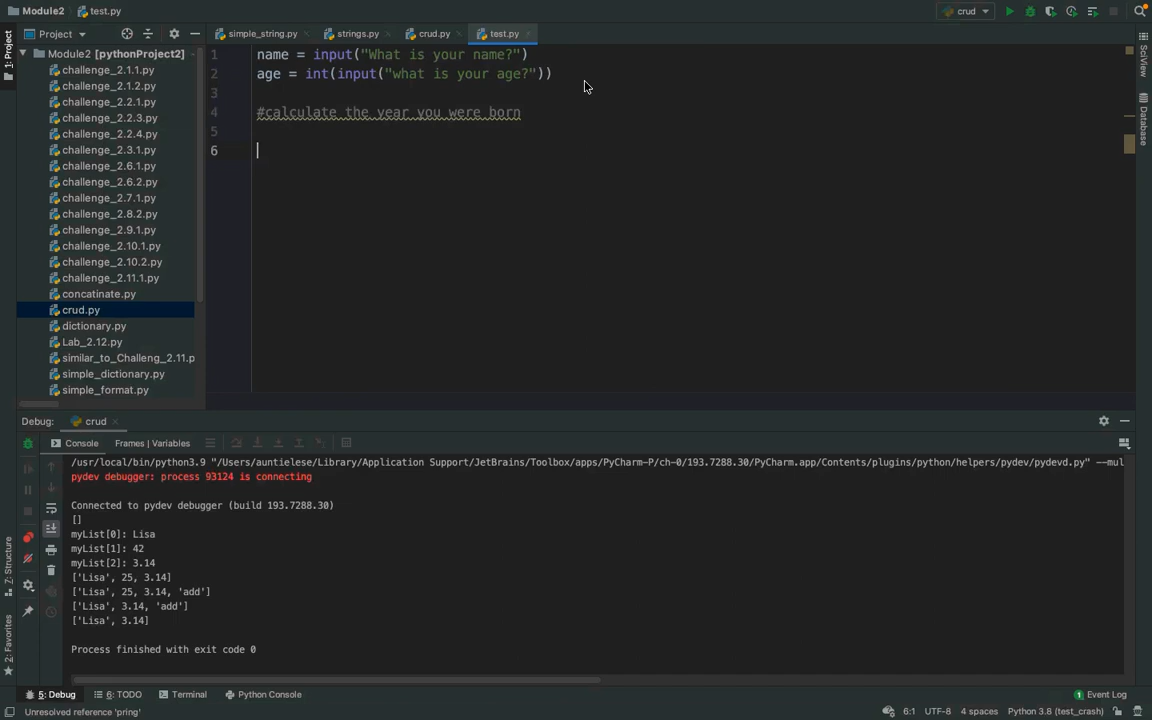 Module2 test.py crud
Project simple_string.py strings.py crud.py test.py
1: Project
Module2 [pythonProject2]
challenge_2.1.1.py
challenge_2.1.2.py
challenge_2.2.1.py
challenge_2.2.3.py
challenge_2.2.4.py
challenge_2.3.1.py
challenge_2.6.1.py
challenge_2.6.2.py
challenge_2.7.1.py
challenge_2.8.2.py
challenge_2.9.1.py
challenge_2.10.1.py
challenge_2.10.2.py
challenge_2.11.1.py
concatinate.py
crud.py
dictionary.py
Lab_2.12.py
similar_to_Challeng_2.11.p
simple_dictionary.py
simple_format.py
1 name = input("What is your name?")
2 age = int(input("what is your age?"))
3
4 #calculate the year you were born
5
6
SciView
Database
Debug: crud
Console Frames | Variables
/usr/local/bin/python3.9 "/Users/auntielese/Library/Application Support/JetBrains/Toolbox/apps/PyCharm-P/ch-0/193.7288.30/PyCharm.app/Contents/plugins/python/helpers/pydev/pydevd.py" --mul
pydev debugger: process 93124 is connecting
Connected to pydev debugger (build 193.7288.30)
[]
myList[0]: Lisa
myList[1]: 42
myList[2]: 3.14
['Lisa', 25, 3.14]
['Lisa', 25, 3.14, 'add']
['Lisa', 3.14, 'add']
['Lisa', 3.14]
Process finished with exit code 0
Z: Structure
2: Favorites
5: Debug 6: TODO Terminal Python Console 1 Event Log
Unresolved reference 'pring' 6:1 UTF-8 4 spaces Python 3.8 (test_crash)